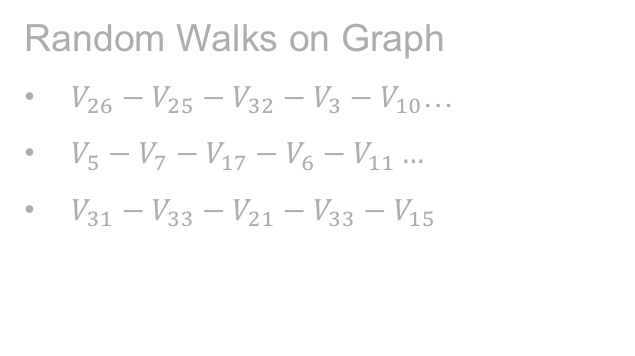 Random Walks on Graph
• V₂₆ − V₂₅ − V₃₂ − V₃ − V₁₀…
• V₅ − V₇ − V₁₇ − V₆ − V₁₁ ...
• V₃₁ − V₃₃ − V₂₁ − V₃₃ − V₁₅